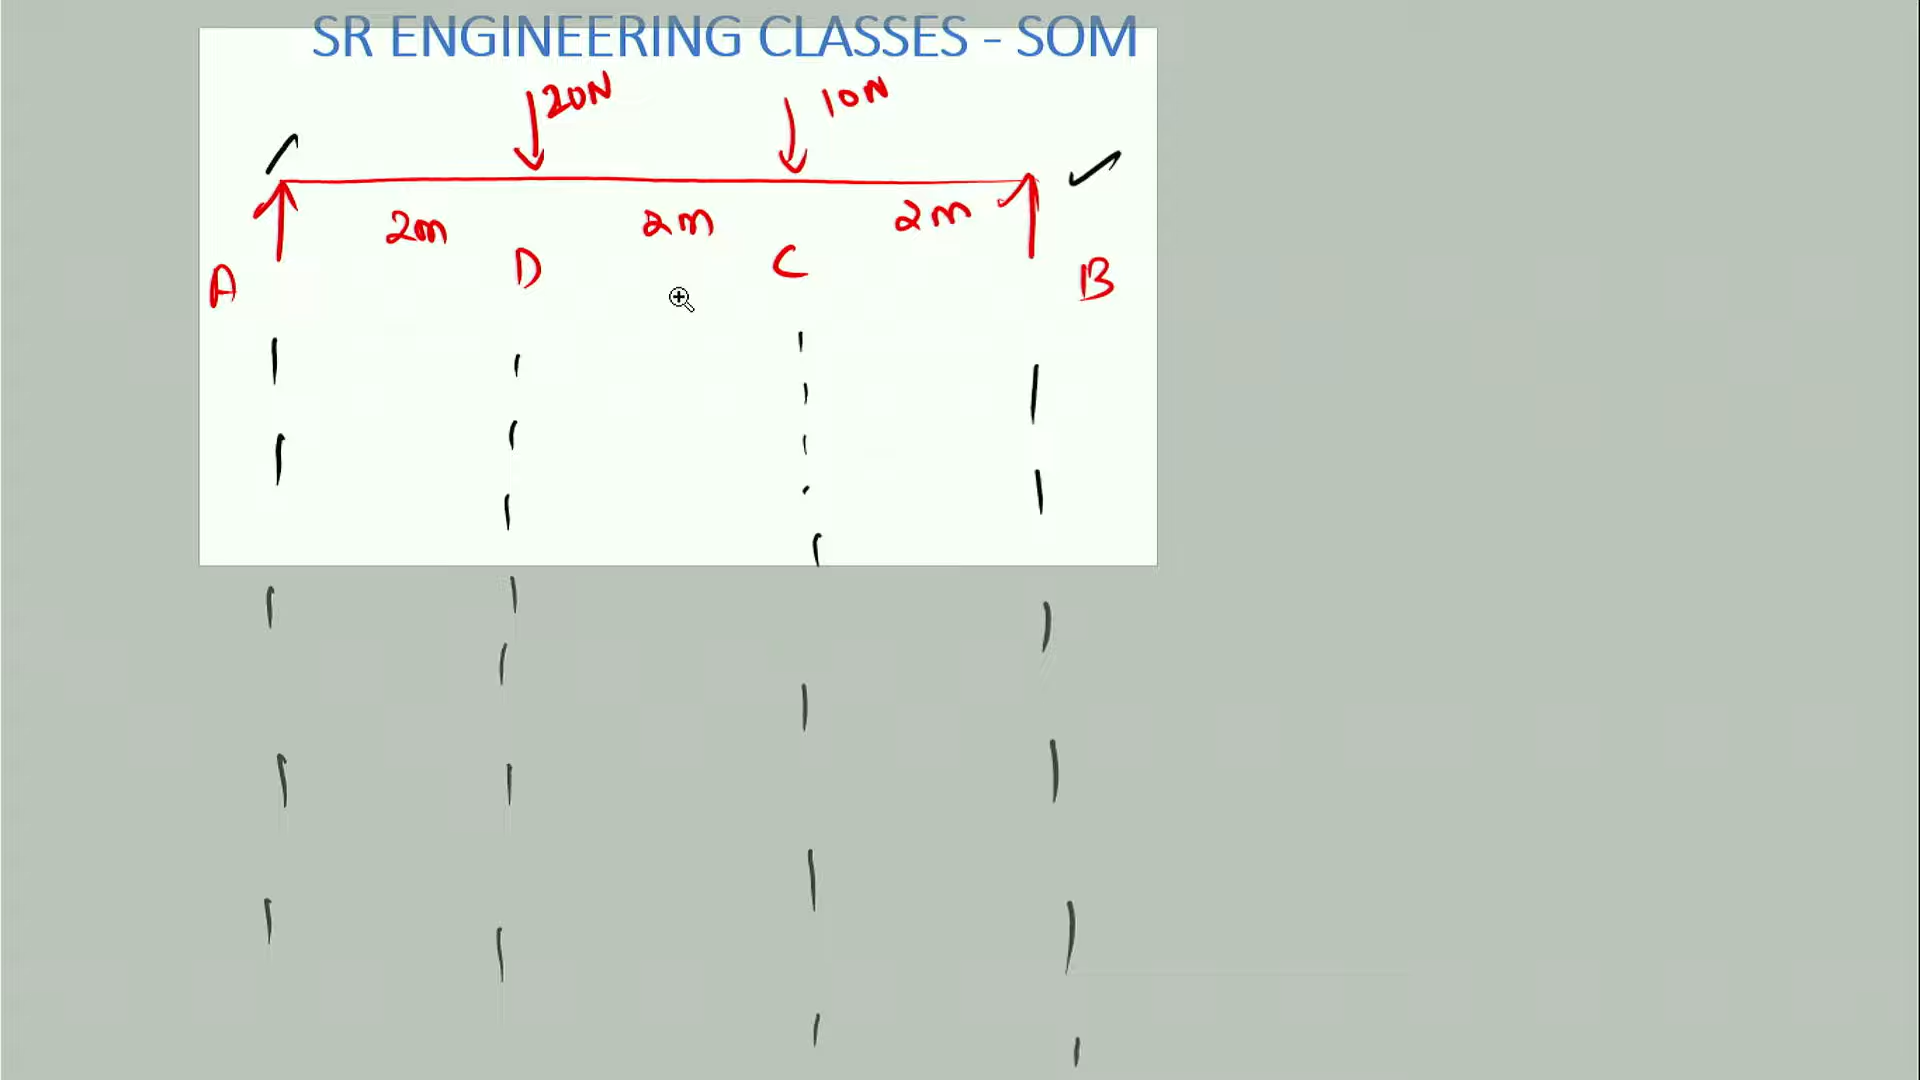 SR ENGINEERING CLASSES - SOM
20N 10N
2m 2m 2m
A D C B